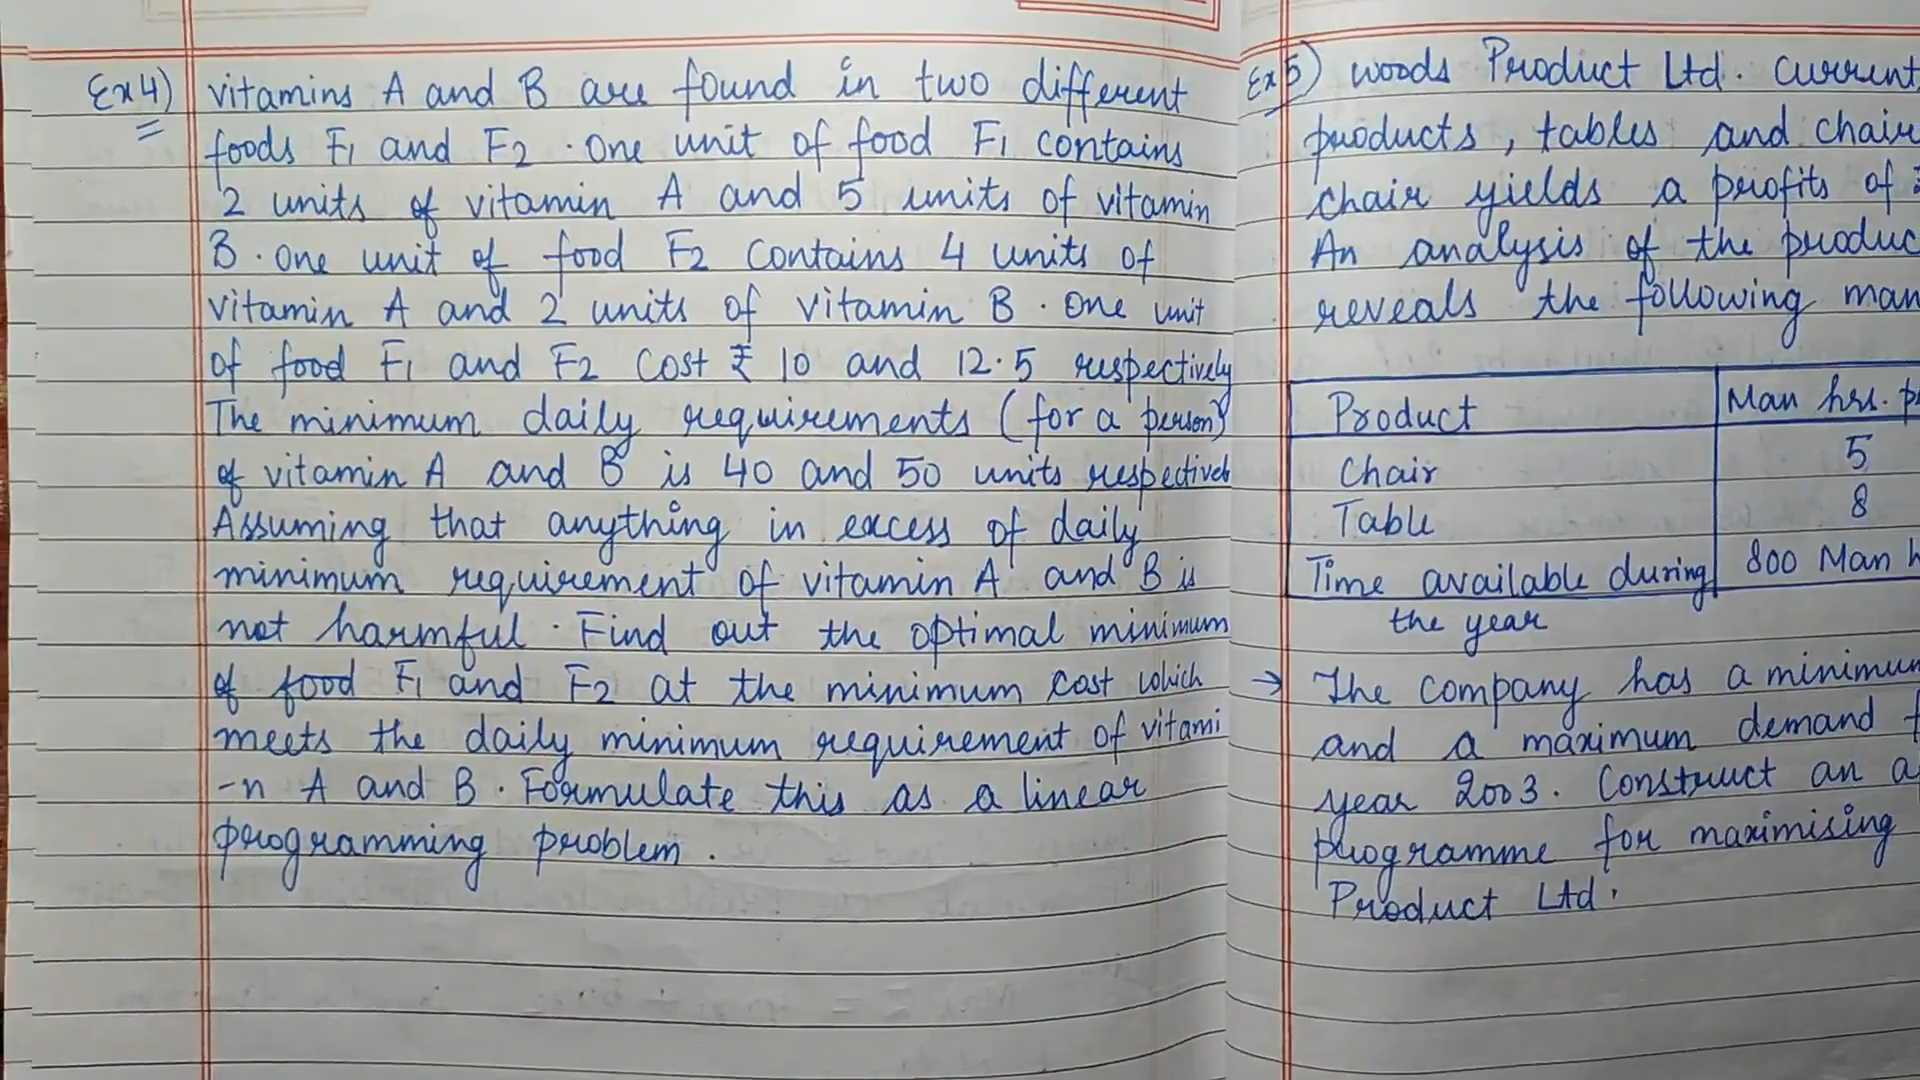 Ex4) vitamins A and B are found in two different
foods F1 and F2. One unit of food F1 contains
2 units of vitamin A and 5 units of vitamin
B. One unit of food F2 contains 4 units of
vitamin A and 2 units of vitamin B. One unit
of food F1 and F2 cost ₹ 10 and 12.5 respectively
The minimum daily requirements (for a person)
of vitamin A and B is 40 and 50 units
Assuming that anything in excess of daily
minimum requirement of vitamin A and B is
not harmful. Find out the optimal minimum
of food F1 and F2 at the minimum cost which
meets the daily minimum requirement of vitami
-n A and B. Formulate this as a linear
programming problem.
Ex5) woods Product Ltd. current
products, tables and chair
chair yields a profits of
An analysis of the produc
reveals the following man
Product Man hrs. p
Chair 5
Table 8
Time available during 800 Man h
the year
→ The company has a minimum
and a maximum demand f
year 2003. Construct an a
programme for maximising
Product Ltd.